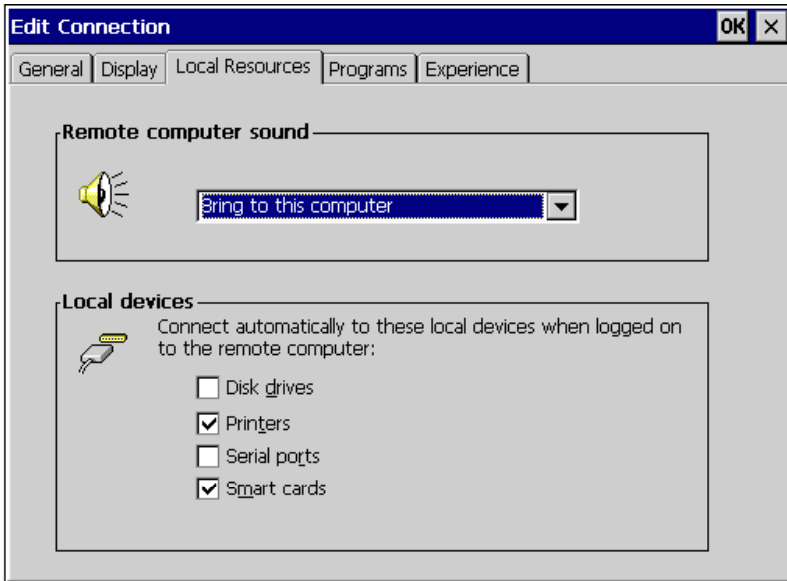 Edit Connection OK ×
General Display Local Resources Programs Experience
Remote computer sound
Bring to this computer
Local devices
Connect automatically to these local devices when logged on
to the remote computer:
Disk drives
Printers
Serial ports
Smart cards